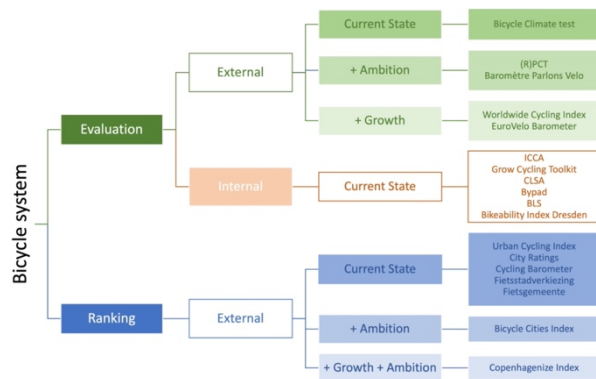 Bicycle system
Evaluation
External
Current State
Bicycle Climate test
+ Ambition
(R)PCT
Baromètre Parlons Velo
+ Growth
Worldwide Cycling Index
EuroVelo Barometer
Internal
Current State
ICCA
Grow Cycling Toolkit
CLSA
Bypad
BLS
Bikeability Index Dresden
Ranking
External
Current State
Urban Cycling Index
City Ratings
Cycling Barometer
Fietsstadverkiezing
Fietsgemeente
+ Ambition
Bicycle Cities Index
+ Growth + Ambition
Copenhagenize Index